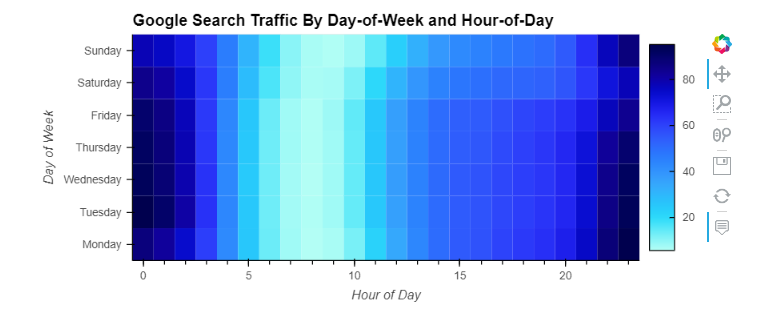 Google Search Traffic By Day-of-Week and Hour-of-Day
Sunday
Saturday
Friday
Thursday
Wednesday
Tuesday
Monday
Day of Week
0 5 10 15 20
Hour of Day
80
60
40
20